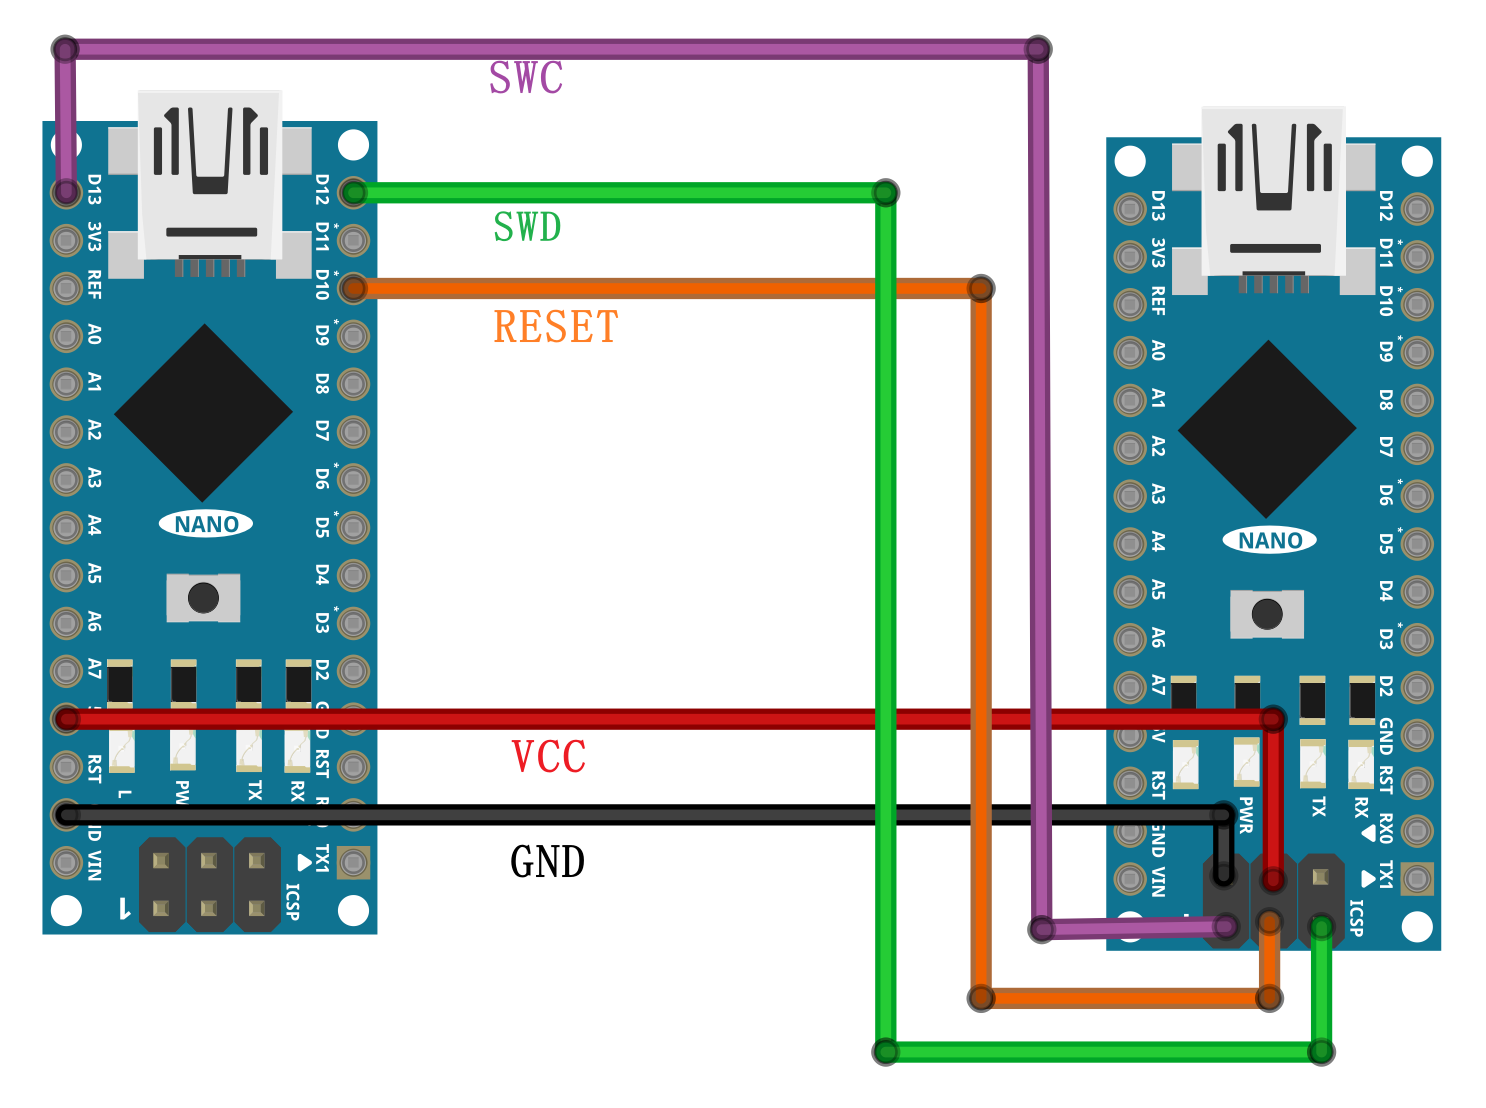 SWC
SWD
RESET
VCC
GND
D13
3V3
REF
A0
A1
A2
A3
A4
A5
A6
A7
RST
VIN
D12
D11
D10
D9
D8
D7
D6
D5
D4
D3
D2
RST
TX1
NANO
L
TX
RX
1
ICSP
D13
3V3
REF
A0
A1
A2
A3
A4
A5
A6
A7
RST
GND
VIN
D12
D11
D10
D9
D8
D7
D6
D5
D4
D3
D2
GND
RST
RX0
TX1
NANO
PWR
TX
RX
ICSP